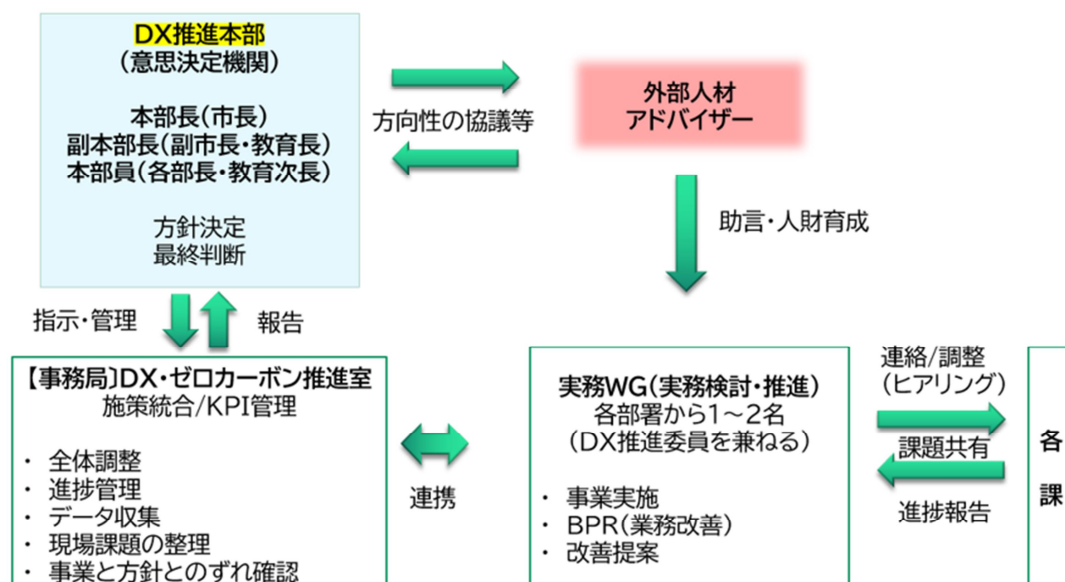 DX推進本部
(意思決定機関)
本部長(市長)
副本部長(副市長・教育長)
本部員(各部長・教育次長)
方針決定
最終判断
方向性の協議等
外部人材
アドバイザー
助言・人財育成
指示・管理
報告
【事務局】DX・ゼロカーボン推進室
施策統合/KPI管理
・ 全体調整
・ 進捗管理
・ データ収集
・ 現場課題の整理
・ 事業と方針とのずれ確認
連携
実務WG(実務検討・推進)
各部署から1~2名
(DX推進委員を兼ねる)
・ 事業実施
・ BPR(業務改善)
・ 改善提案
連絡/調整
(ヒアリング)
課題共有
進捗報告
各
課